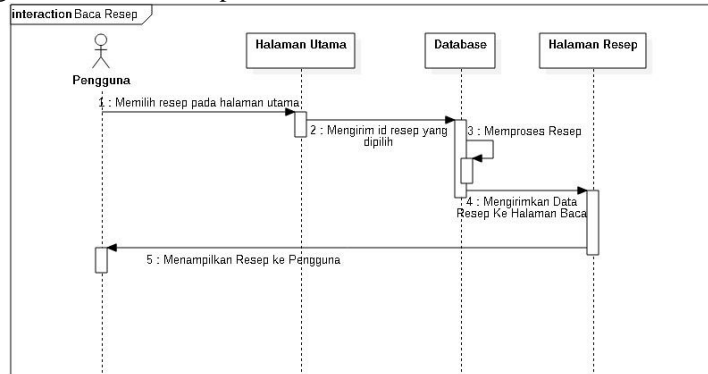 interaction Baca Resep
Halaman Utama
Database
Halaman Resep
Pengguna
1 : Memilih resep pada halaman utama
2 : Mengirim id resep yang
dipilih
3 : Memproses Resep
4 : Mengirimkan Data
Resep Ke Halaman Baca
5 : Menampilkan Resep ke Pengguna